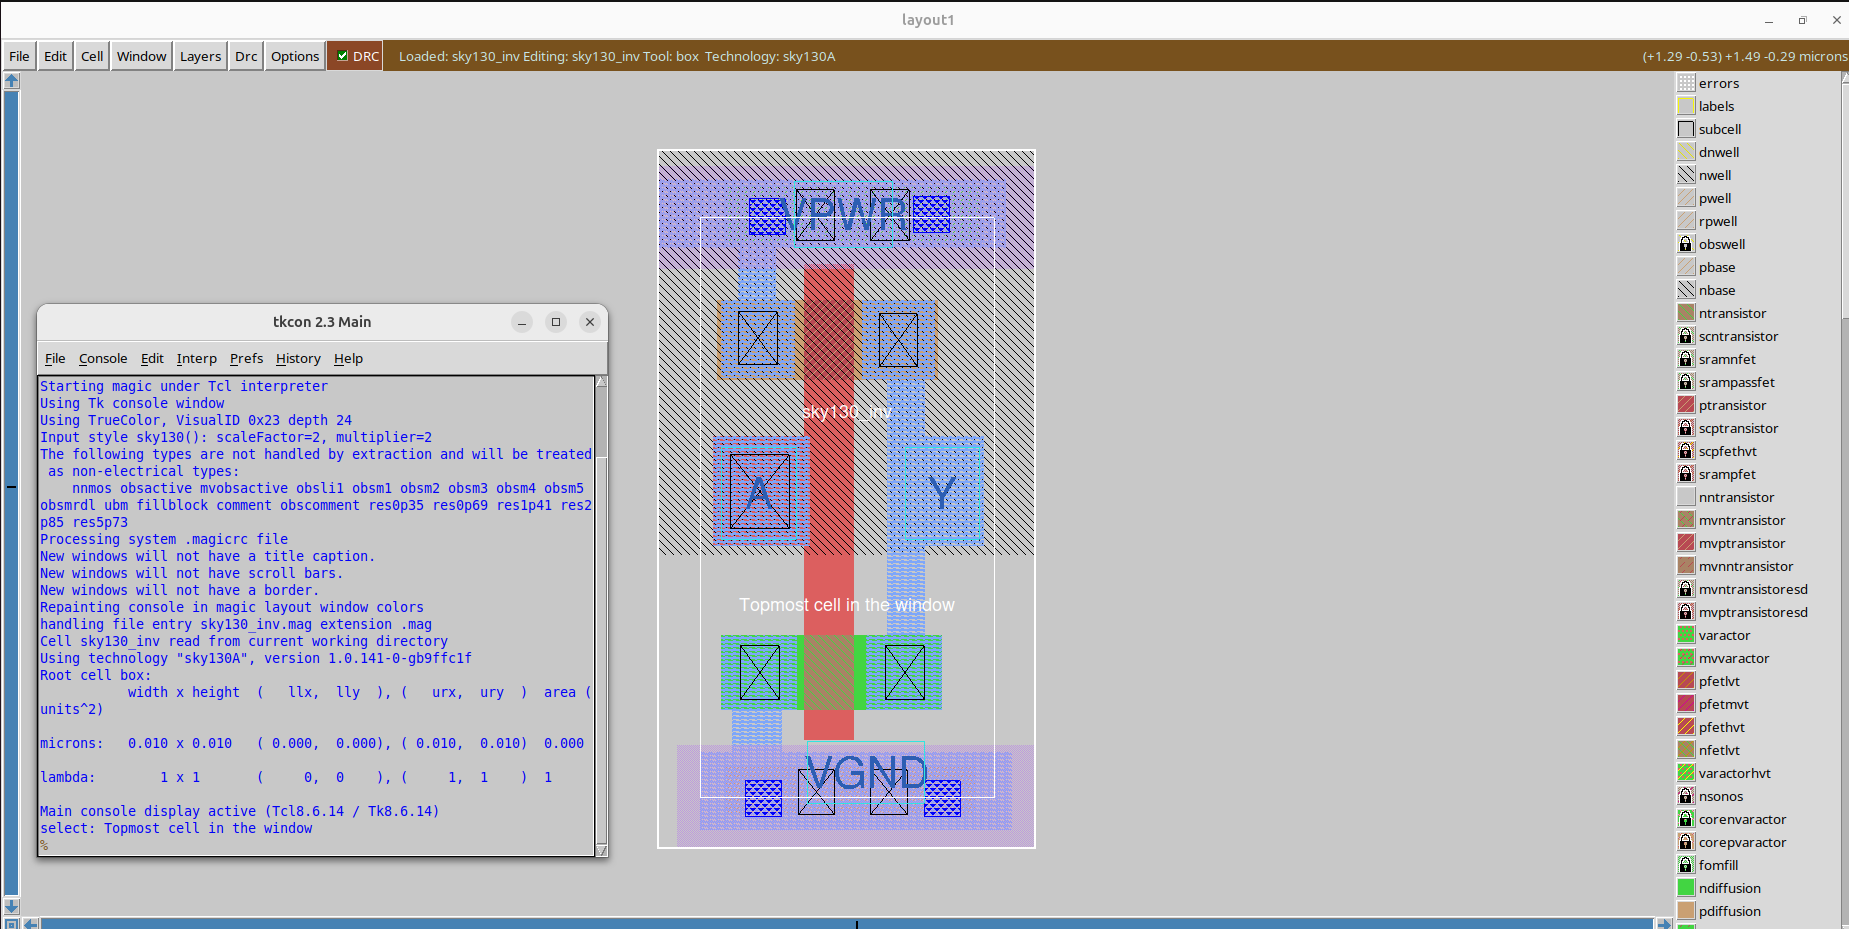 layout1
File Edit Cell Window Layers Drc Options DRC Loaded: sky130_inv Editing: sky130_inv Tool: box Technology: sky130A (+1.29 -0.53) +1.49 -0.29 microns
VPWR
sky130_inv
A
Y
Topmost cell in the window
VGND
tkcon 2.3 Main
File Console Edit Interp Prefs History Help
Starting magic under Tcl interpreter
Using Tk console window
Using TrueColor, VisualID 0x23 depth 24
Input style sky130(): scaleFactor=2, multiplier=2
The following types are not handled by extraction and will be treated
as non-electrical types:
nnmos obsactive mvobsactive obsli1 obsm1 obsm2 obsm3 obsm4 obsm5
obsmrdl ubm fillblock comment obscomment res0p35 res0p69 res1p41 res2
p85 res5p73
Processing system .magicrc file
New windows will not have a title caption.
New windows will not have scroll bars.
New windows will not have a border.
Repainting console in magic layout window colors
handling file entry sky130_inv.mag extension .mag
Cell sky130_inv read from current working directory
Using technology "sky130A", version 1.0.141-0-gb9ffc1f
Root cell box:
width x height ( llx, lly ), ( urx, ury ) area (
units^2)
microns: 0.010 x 0.010 ( 0.000, 0.000), ( 0.010, 0.010) 0.000
lambda: 1 x 1 ( 0, 0 ), ( 1, 1 ) 1
Main console display active (Tcl8.6.14 / Tk8.6.14)
select: Topmost cell in the window
%
errors
labels
subcell
dnwell
nwell
pwell
rpwell
obswell
pbase
nbase
ntransistor
scntransistor
sramnfet
srampassfet
ptransistor
scptransistor
scpfethvt
srampfet
nntransistor
mvntransistor
mvptransistor
mvnntransistor
mvntransistoresd
mvptransistoresd
varactor
mvvaractor
pfetlvt
pfetmvt
pfethvt
nfetlvt
varactorhvt
nsonos
corenvaractor
corepvaractor
fomfill
ndiffusion
pdiffusion